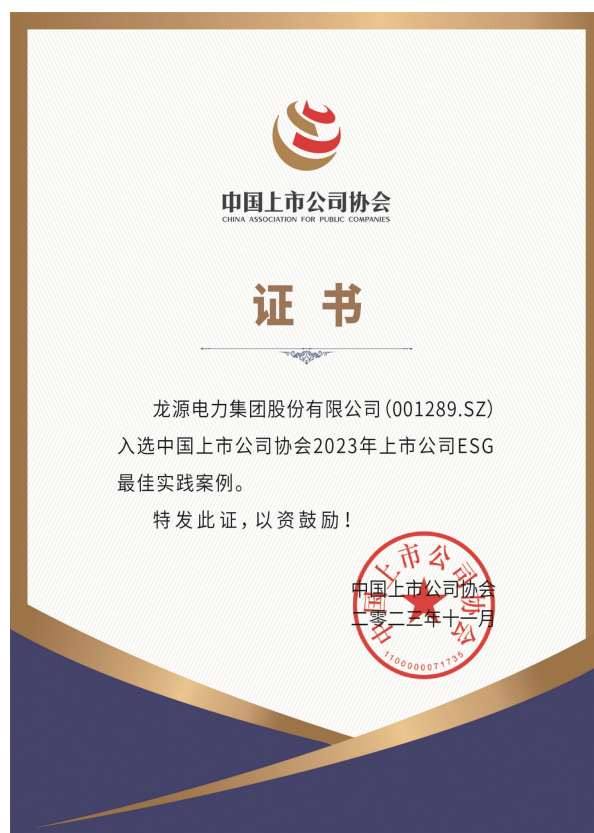 中国上市公司协会
CHINA ASSOCIATION FOR PUBLIC COMPANIES
证书
龙源电力集团股份有限公司(001289.SZ)
入选中国上市公司协会2023年上市公司ESG
最佳实践案例。
特发此证,以资鼓励!
中国上市公司协会
二零二三年十一月
中国上市公司协会
1100000071735